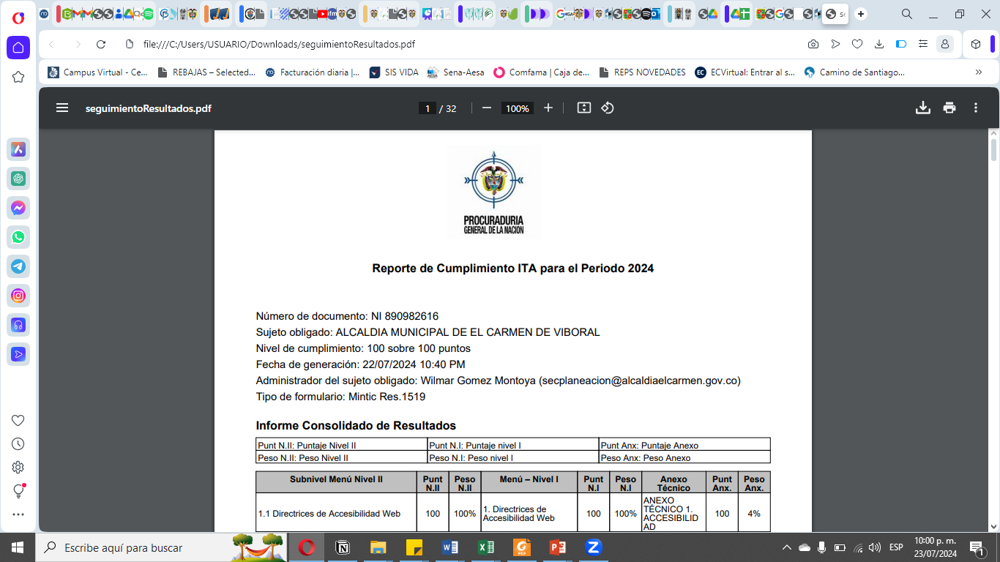 file:///C:/Users/USUARIO/Downloads/seguimientoResultados.pdf
Campus Virtual - Ce...
REBAJAS – Selected...
Facturación diaria |...
SIS VIDA
Sena-Aesa
Comfama | Caja de...
REPS NOVEDADES
ECVirtual: Entrar al s...
Camino de Santiago...
seguimientoResultados.pdf
1 / 32
100%
PROCURADURIA
GENERAL DE LA NACION
Reporte de Cumplimiento ITA para el Periodo 2024
Número de documento: NI 890982616
Sujeto obligado: ALCALDIA MUNICIPAL DE EL CARMEN DE VIBORAL
Nivel de cumplimiento: 100 sobre 100 puntos
Fecha de generación: 22/07/2024 10:40 PM
Administrador del sujeto obligado: Wilmar Gomez Montoya (secplaneacion@alcaldiaelcarmen.gov.co)
Tipo de formulario: Mintic Res.1519
Informe Consolidado de Resultados
Punt N.II: Puntaje Nivel II Punt N.I: Puntaje nivel I Punt Anx: Puntaje Anexo
Peso N.II: Peso Nivel II Peso N.I: Peso nivel I Peso Anx: Peso Anexo
Subnivel Menú Nivel II Punt N.II Peso N.II Menú – Nivel I Punt N.I Peso N.I Anexo Técnico Punt Anx. Peso Anx.
1.1 Directrices de Accesibilidad Web 100 100% 1. Directrices de Accesibilidad Web 100 100% ANEXO TÉCNICO 1. ACCESIBILIDAD 100 4%
Escribe aquí para buscar
ESP
10:00 p. m.
23/07/2024
1